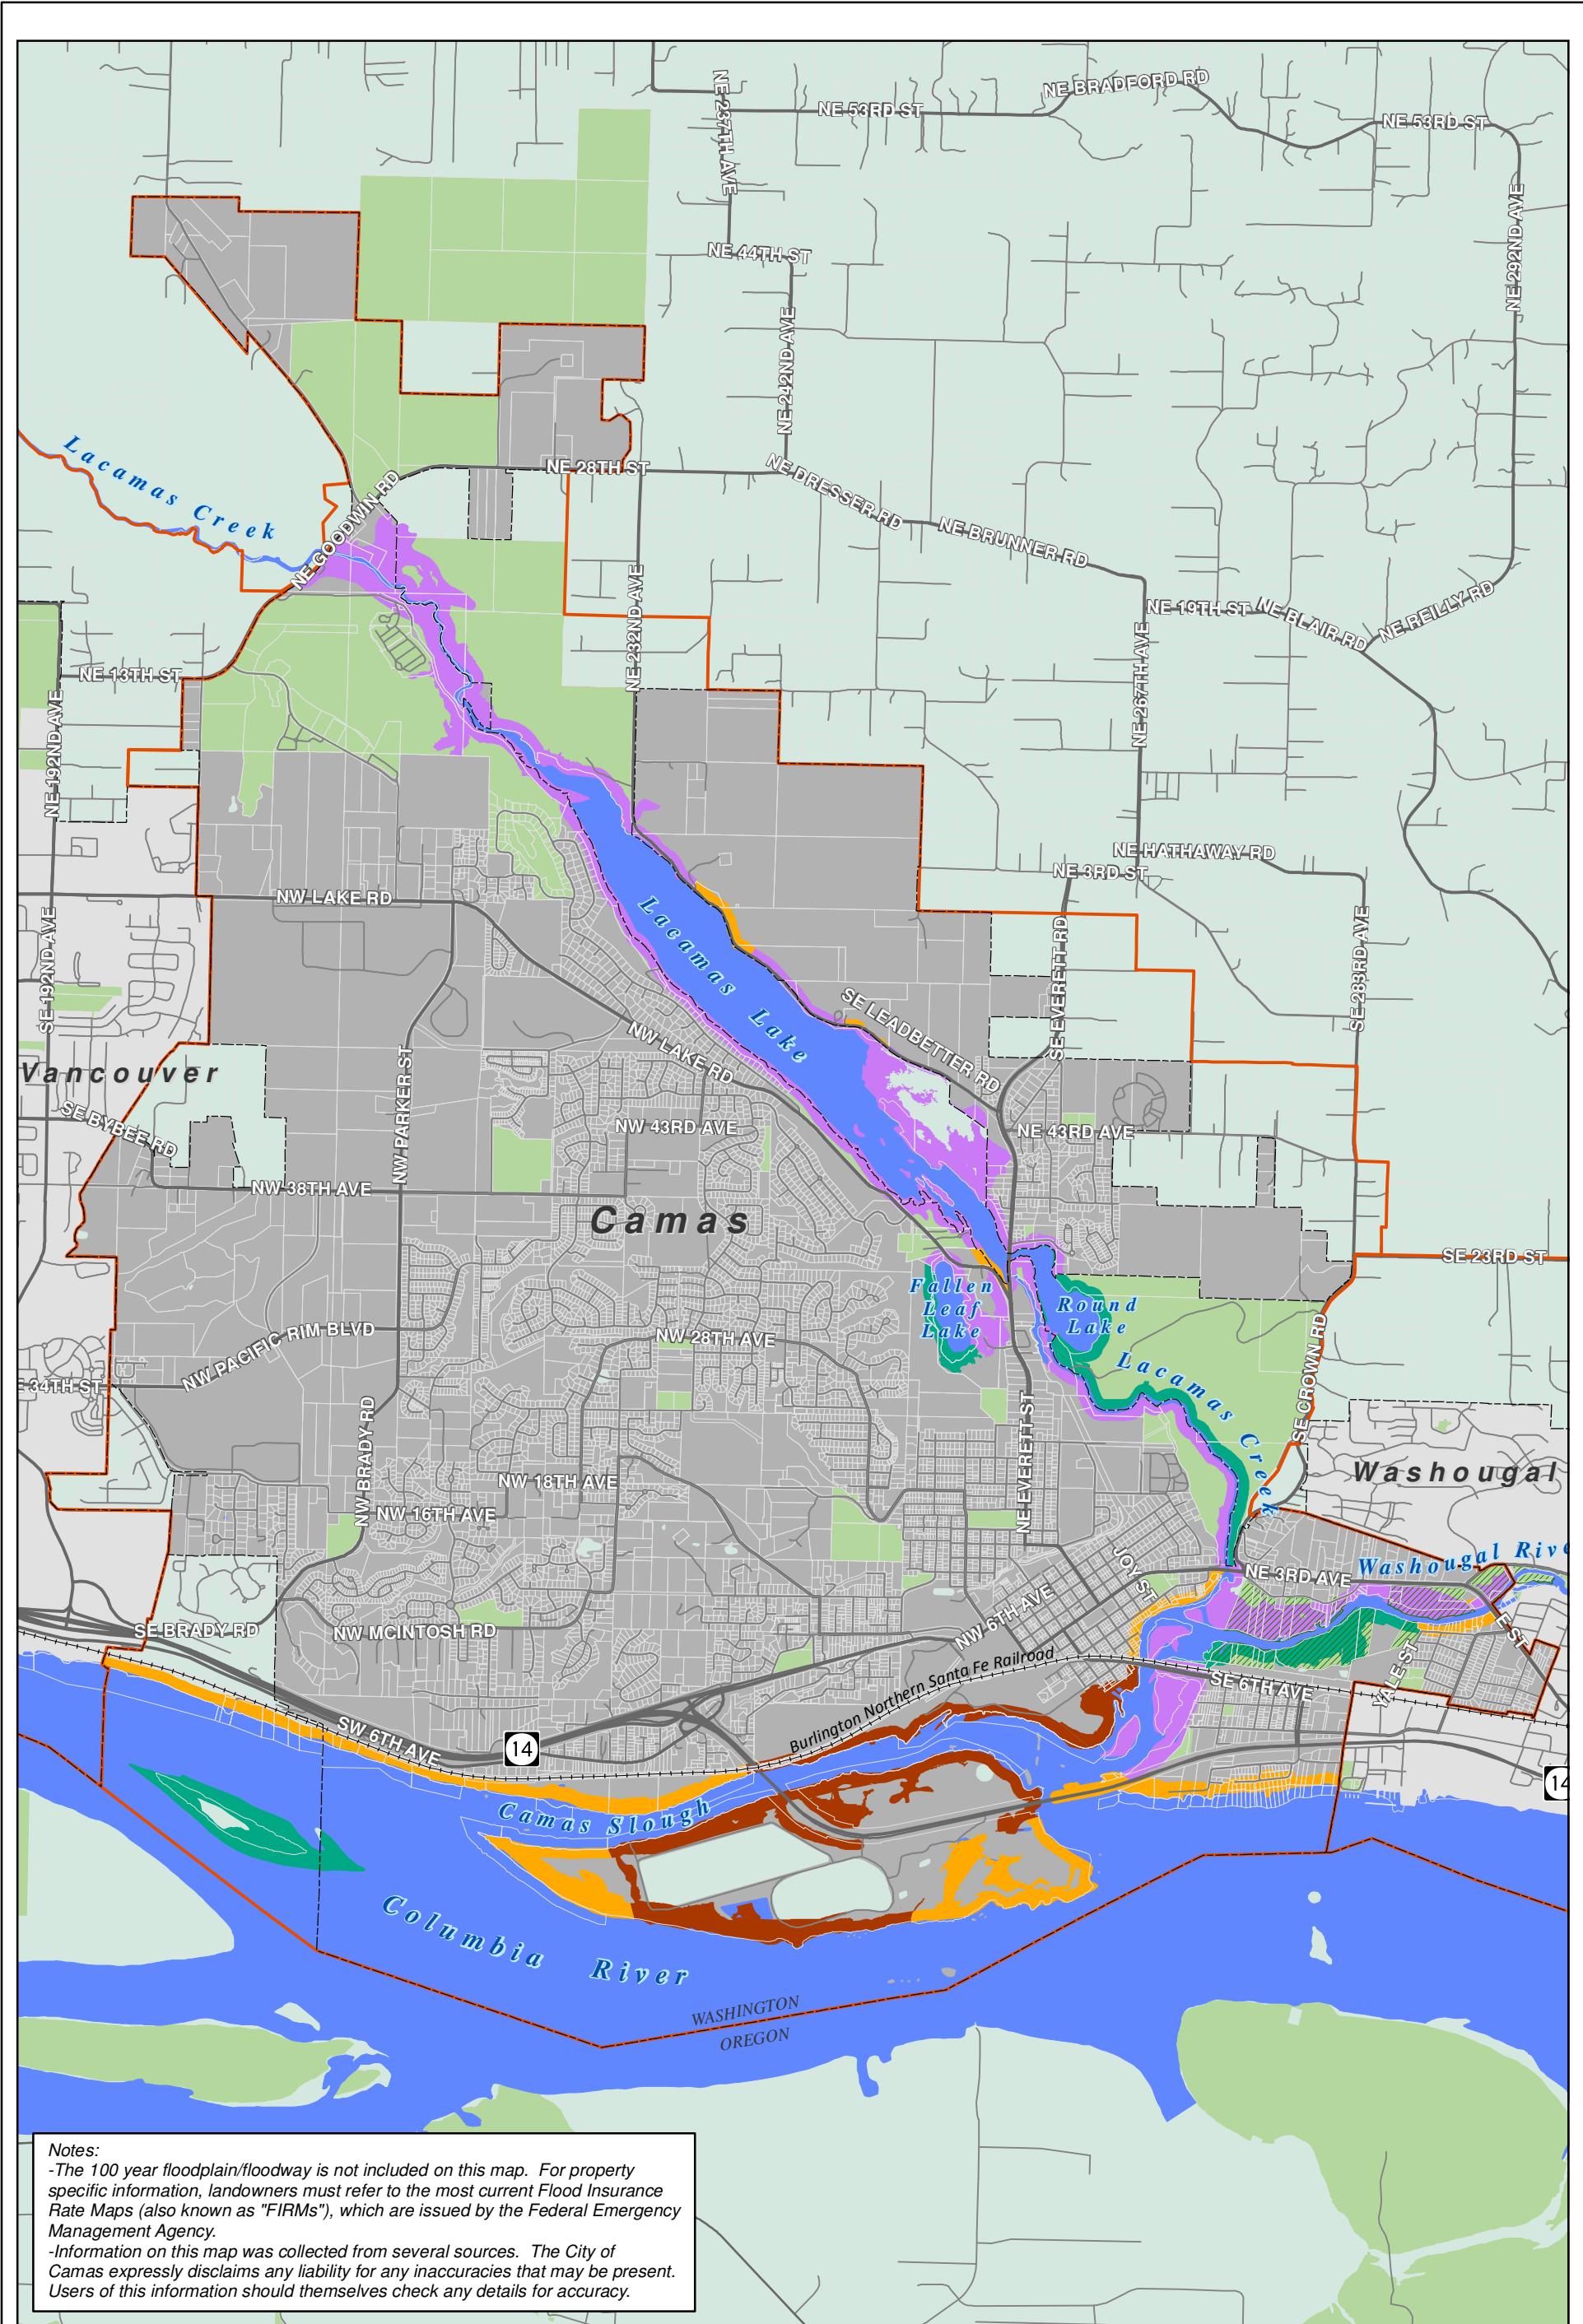 NE 237TH AVE
NE 53RD ST
NE BRADFORD RD
NE 53RD ST
NE 292ND AVE
NE 44TH ST
NE 242ND AVE
Lacamas Creek
NE GOODWIN RD
NE 28TH ST
NE DRESSER RD
NE BRUNNER RD
NE 232ND AVE
NE 19TH ST
NE BLAIR RD
NE REILLY RD
NE 267TH AVE
NE 13TH ST
NE 192ND AVE
NE HATHAWAY RD
NE 3RD ST
NW LAKE RD
Lacamas Lake
SE 192ND AVE
SE EVERETT RD
SE 283RD AVE
SE LEADBETTER RD
NW LAKE RD
Vancouver
NW PARKER ST
SE BYBEE RD
NW 43RD AVE
NE 43RD AVE
NW 38TH AVE
Camas
SE 23RD ST
Fallen
Leaf
Lake
Round
Lake
NW PACIFIC RIM BLVD
NW 28TH AVE
Lacamas Creek
SE CROWN RD
E 34TH ST
NW BRADY RD
NE EVERETT ST
Washougal
NW 18TH AVE
NW 16TH AVE
JOY ST
NE 3RD AVE
Washougal Rive
SE BRADY RD
NW MCINTOSH RD
NW 6TH AVE
E ST
YALE ST
SE 6TH AVE
Burlington Northern Santa Fe Railroad
SW 6TH AVE
14
14
Camas Slough
Columbia River
WASHINGTON
OREGON
Notes:
-The 100 year floodplain/floodway is not included on this map. For property
specific information, landowners must refer to the most current Flood Insurance
Rate Maps (also known as "FIRMs"), which are issued by the Federal Emergency
Management Agency.
-Information on this map was collected from several sources. The City of
Camas expressly disclaims any liability for any inaccuracies that may be present.
Users of this information should themselves check any details for accuracy.